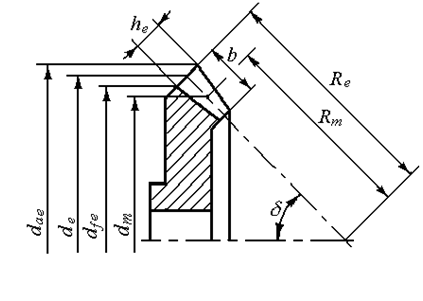 h_e
b
R_e
R_m
δ
d_ae
d_e
d_fe
d_m